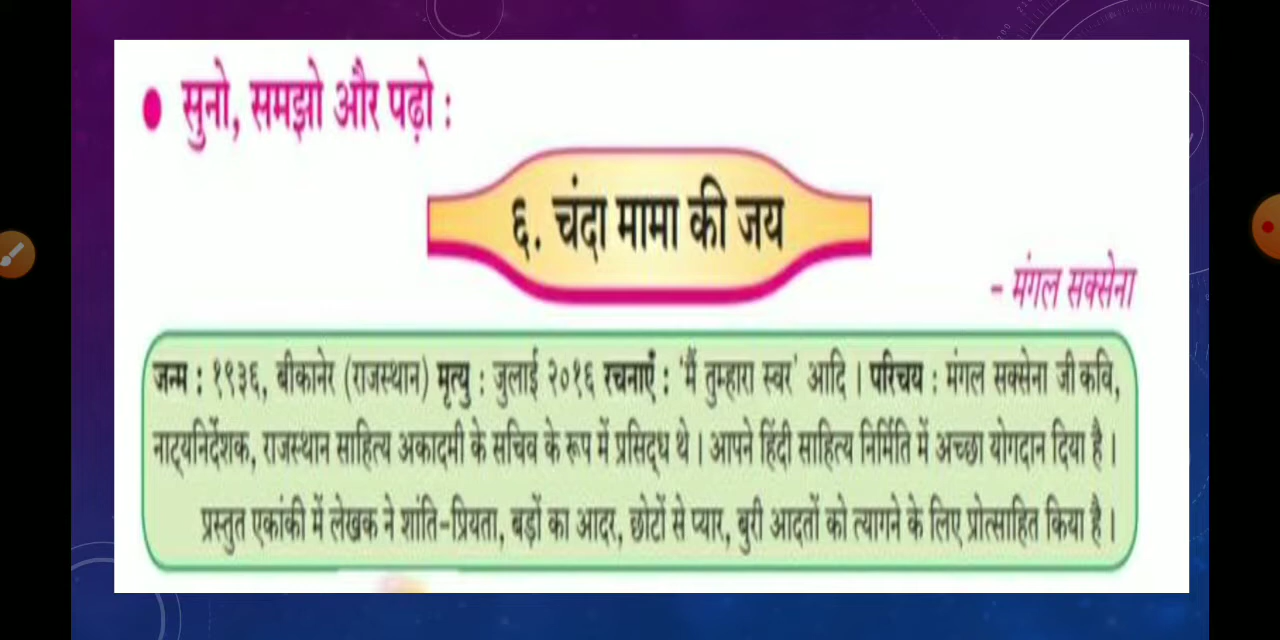 • सुनो, समझो और पढ़ो :
६. चंदा मामा की जय
- मंगल सक्सेना
जन्म : १९३६, बीकानेर (राजस्थान) मृत्यु : जुलाई २०१६ रचनाएँ : 'मैं तुम्हारा स्वर' आदि । परिचय : मंगल सक्सेना जी कवि,
नाट्यनिर्देशक, राजस्थान साहित्य अकादमी के सचिव के रूप में प्रसिद्ध थे । आपने हिंदी साहित्य निर्मिति में अच्छा योगदान दिया है ।
प्रस्तुत एकांकी में लेखक ने शांति-प्रियता, बड़ों का आदर, छोटों से प्यार, बुरी आदतों को त्यागने के लिए प्रोत्साहित किया है ।